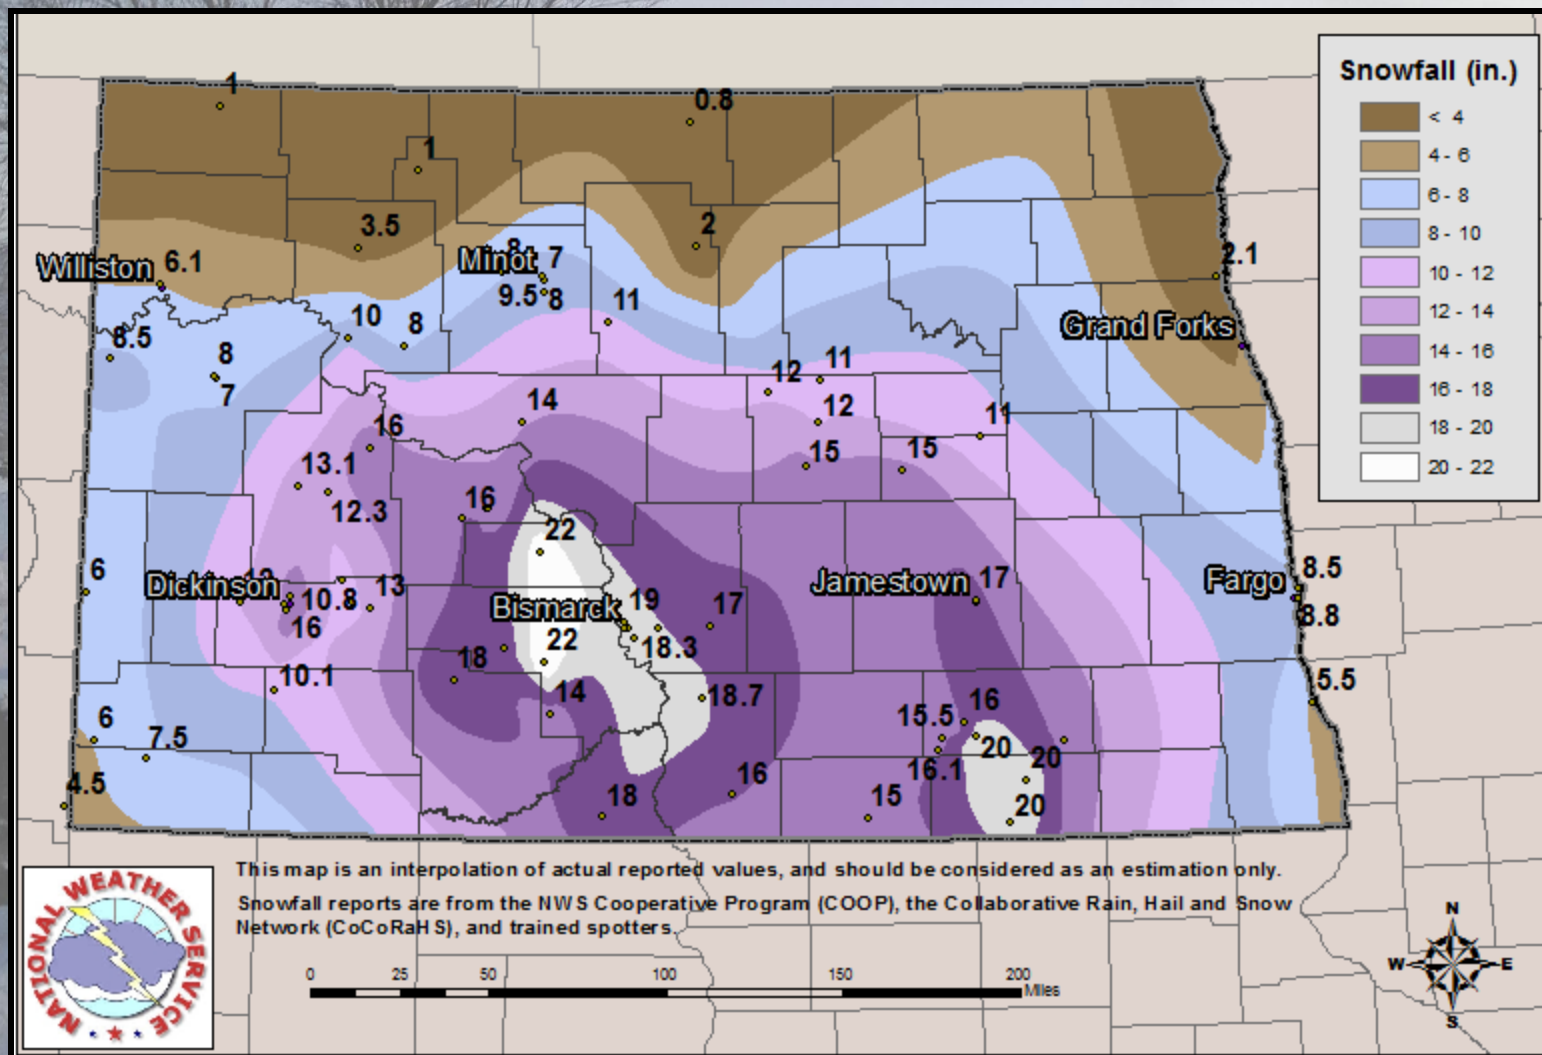 Snowfall (in.)
< 4
4 - 6
6 - 8
8 - 10
10 - 12
12 - 14
14 - 16
16 - 18
18 - 20
20 - 22
1
0.8
1
3.5
2
2.1
Williston 6.1
Minot 8 7
9.5 8
11
Grand Forks
8.5
10
8
8
7
12
11
14
12
11
16
15
15
13.1
12.3
16
22
6
Dickinson
10.8
13
16
Bismarck 19
18.3
17
Jamestown 17
Fargo 8.5
8.8
22
18
14
18.7
10.1
5.5
6
7.5
15.5
16
20
20
16.1
20
4.5
18
16
15
This map is an interpolation of actual reported values, and should be considered as an estimation only.
Snowfall reports are from the NWS Cooperative Program (COOP), the Collaborative Rain, Hail and Snow
Network (CoCoRaHS), and trained spotters.
0 25 50 100 150 200
Miles
NATIONAL WEATHER SERVICE
N
W E
S